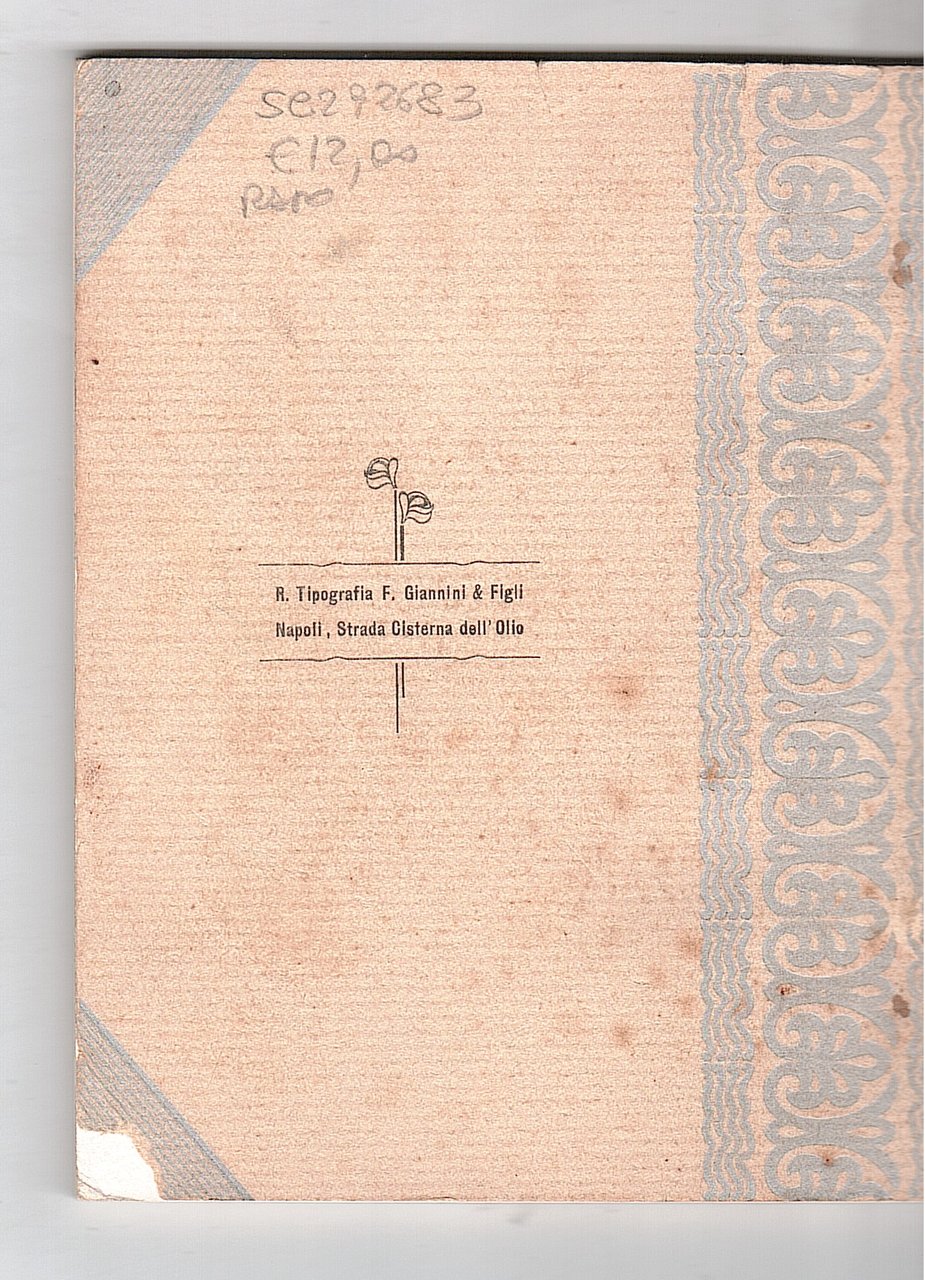 SC292683
€12,00
RARO
R. Tipografia F. Giannini & Figli
Napoli, Strada Cisterna dell'Olio